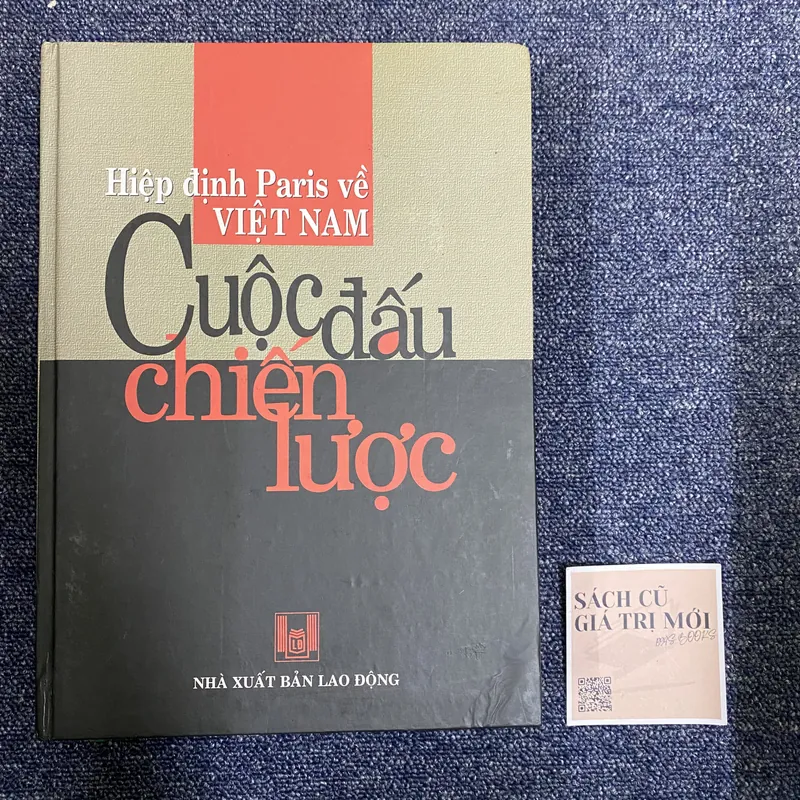 Hiệp định Paris về
VIỆT NAM
Cuộc đấu
chiến
lược
LĐ
NHÀ XUẤT BẢN LAO ĐỘNG
SÁCH CŨ
GIÁ TRỊ MỚI